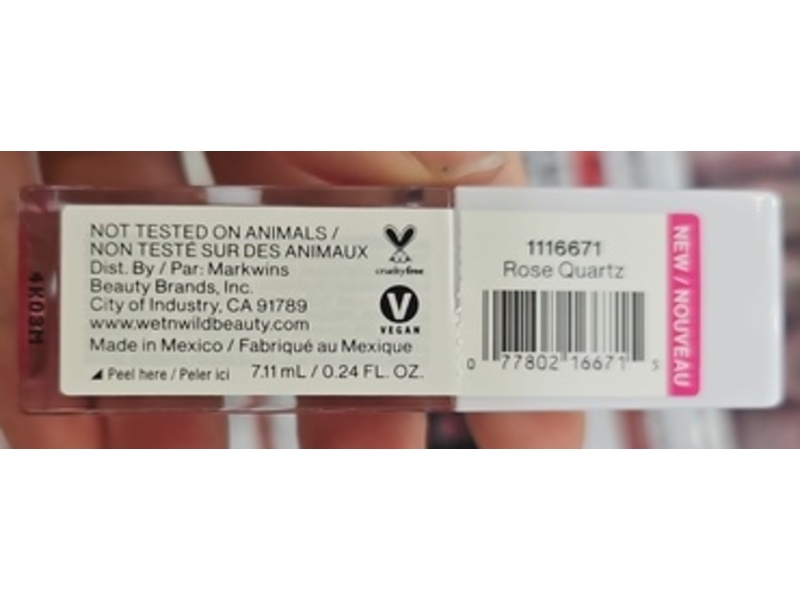 NOT TESTED ON ANIMALS /
NON TESTÉ SUR DES ANIMAUX
Dist. By / Par: Markwins
Beauty Brands, Inc.
City of Industry, CA 91789
www.wetnwildbeauty.com
Made in Mexico / Fabriqué au Mexique
Peel here / Peler ici
7.11 mL / 0.24 FL. OZ.
crueltyfree
V
VEGAN
1116671
Rose Quartz
0 77802 16671 5
NEW / NOUVEAU
4K03M